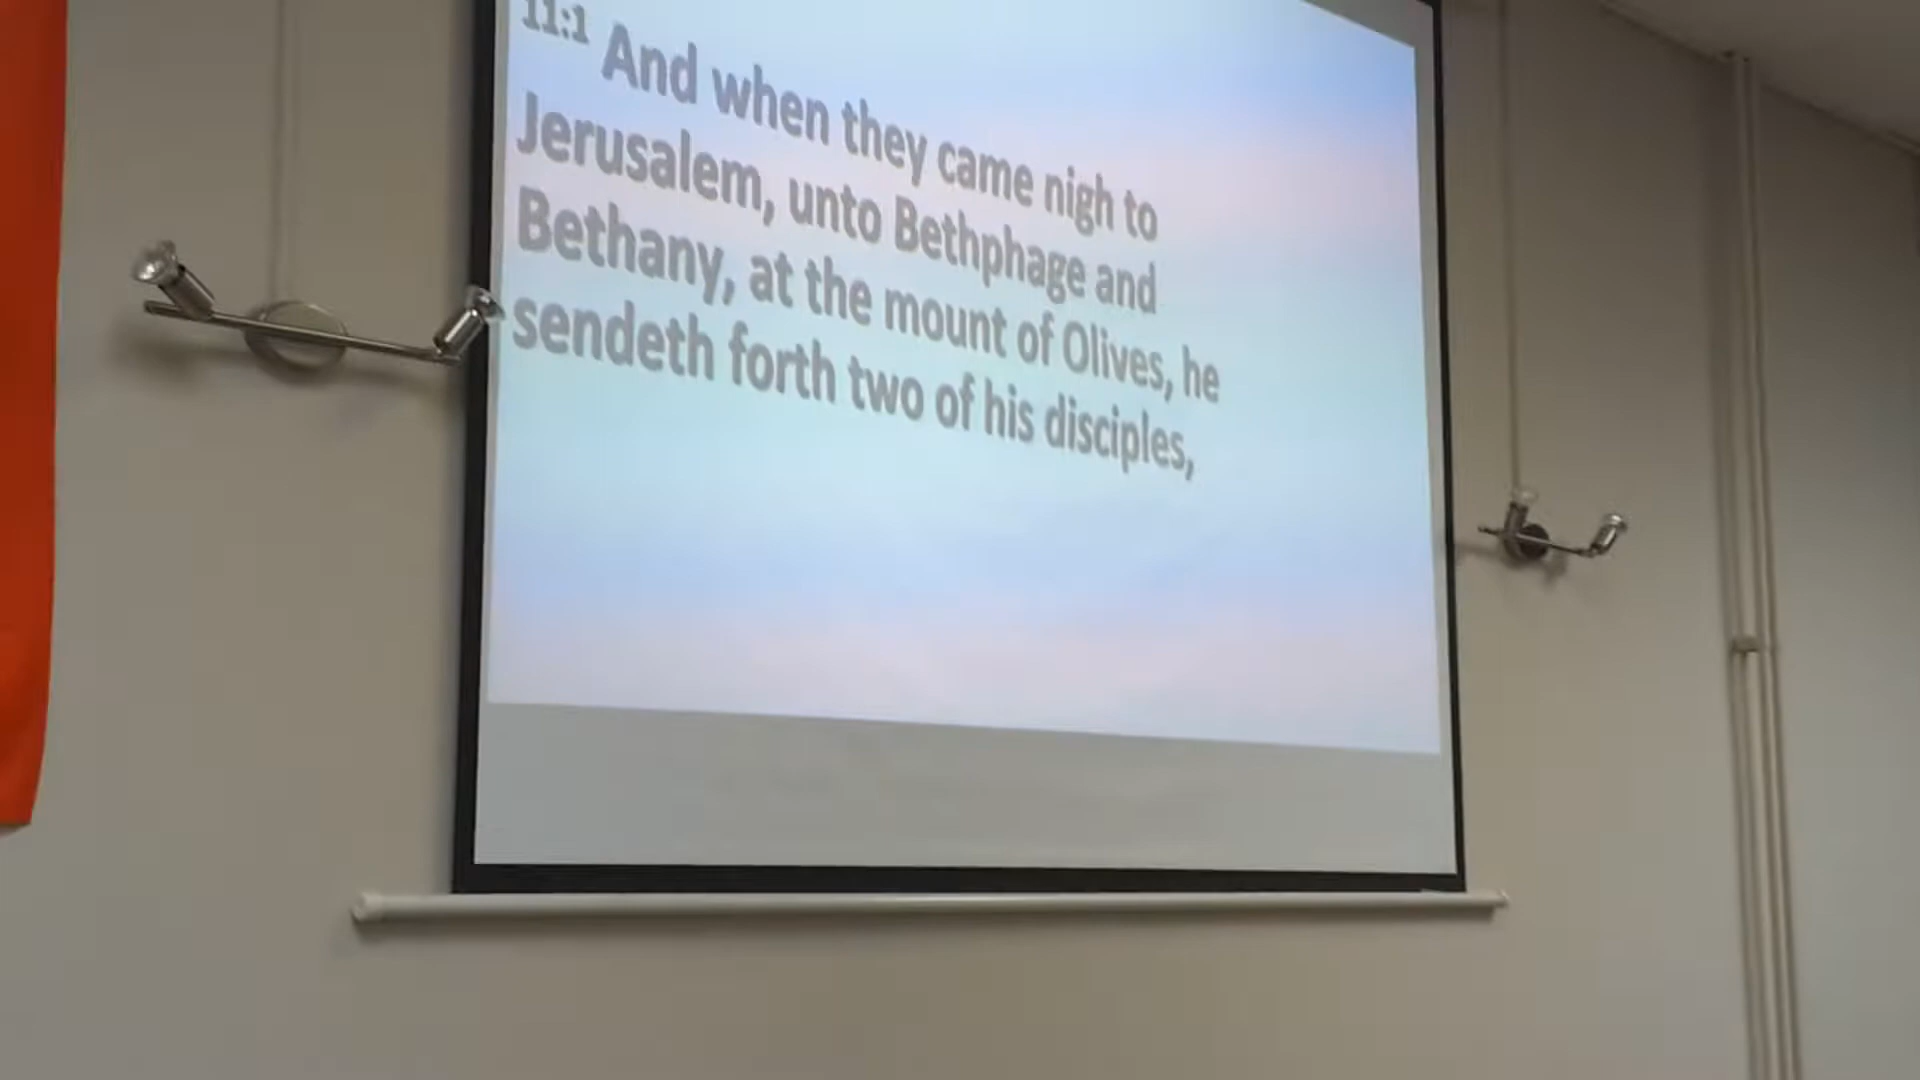 11:1 And when they came nigh to
Jerusalem, unto Bethphage and
Bethany, at the mount of Olives, he
sendeth forth two of his disciples,